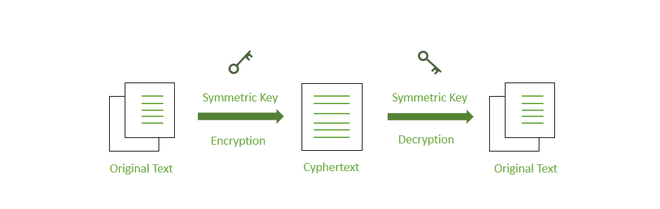 Symmetric Key
Symmetric Key
Encryption
Decryption
Original Text
Cyphertext
Original Text